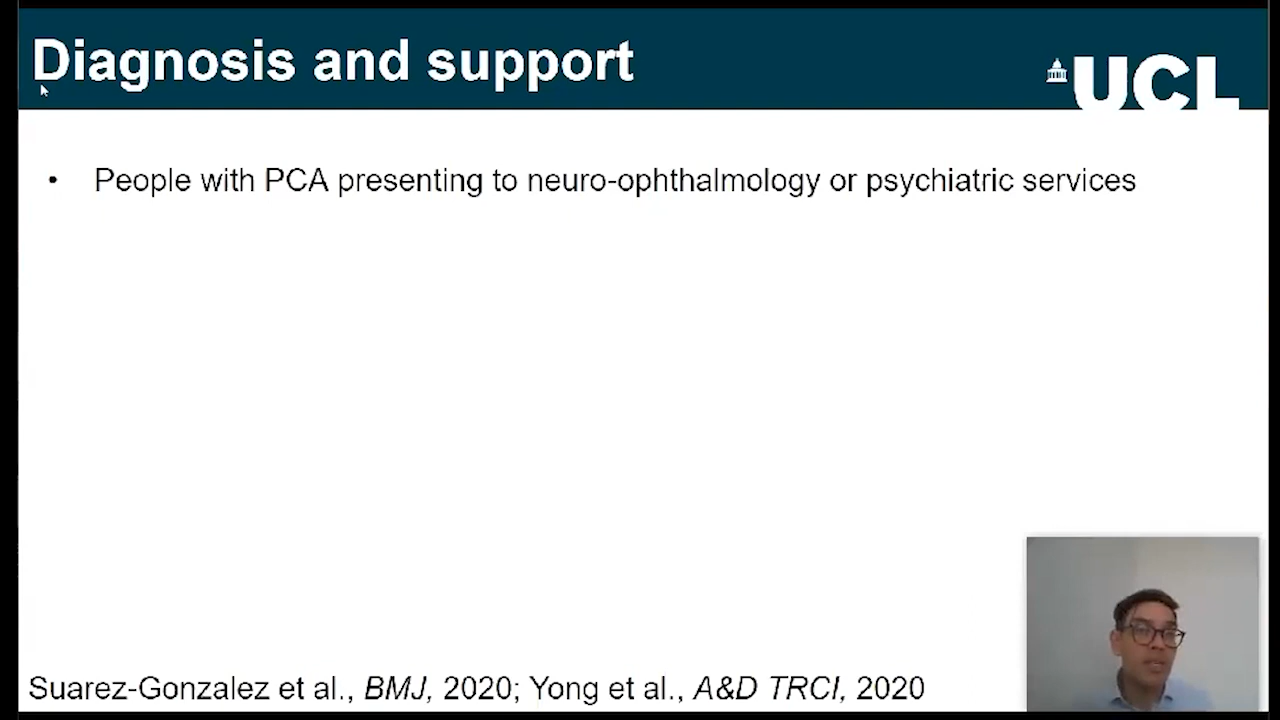 Diagnosis and support
UCL
• People with PCA presenting to neuro-ophthalmology or psychiatric services
Suarez-Gonzalez et al., BMJ, 2020; Yong et al., A&D TRCI, 2020